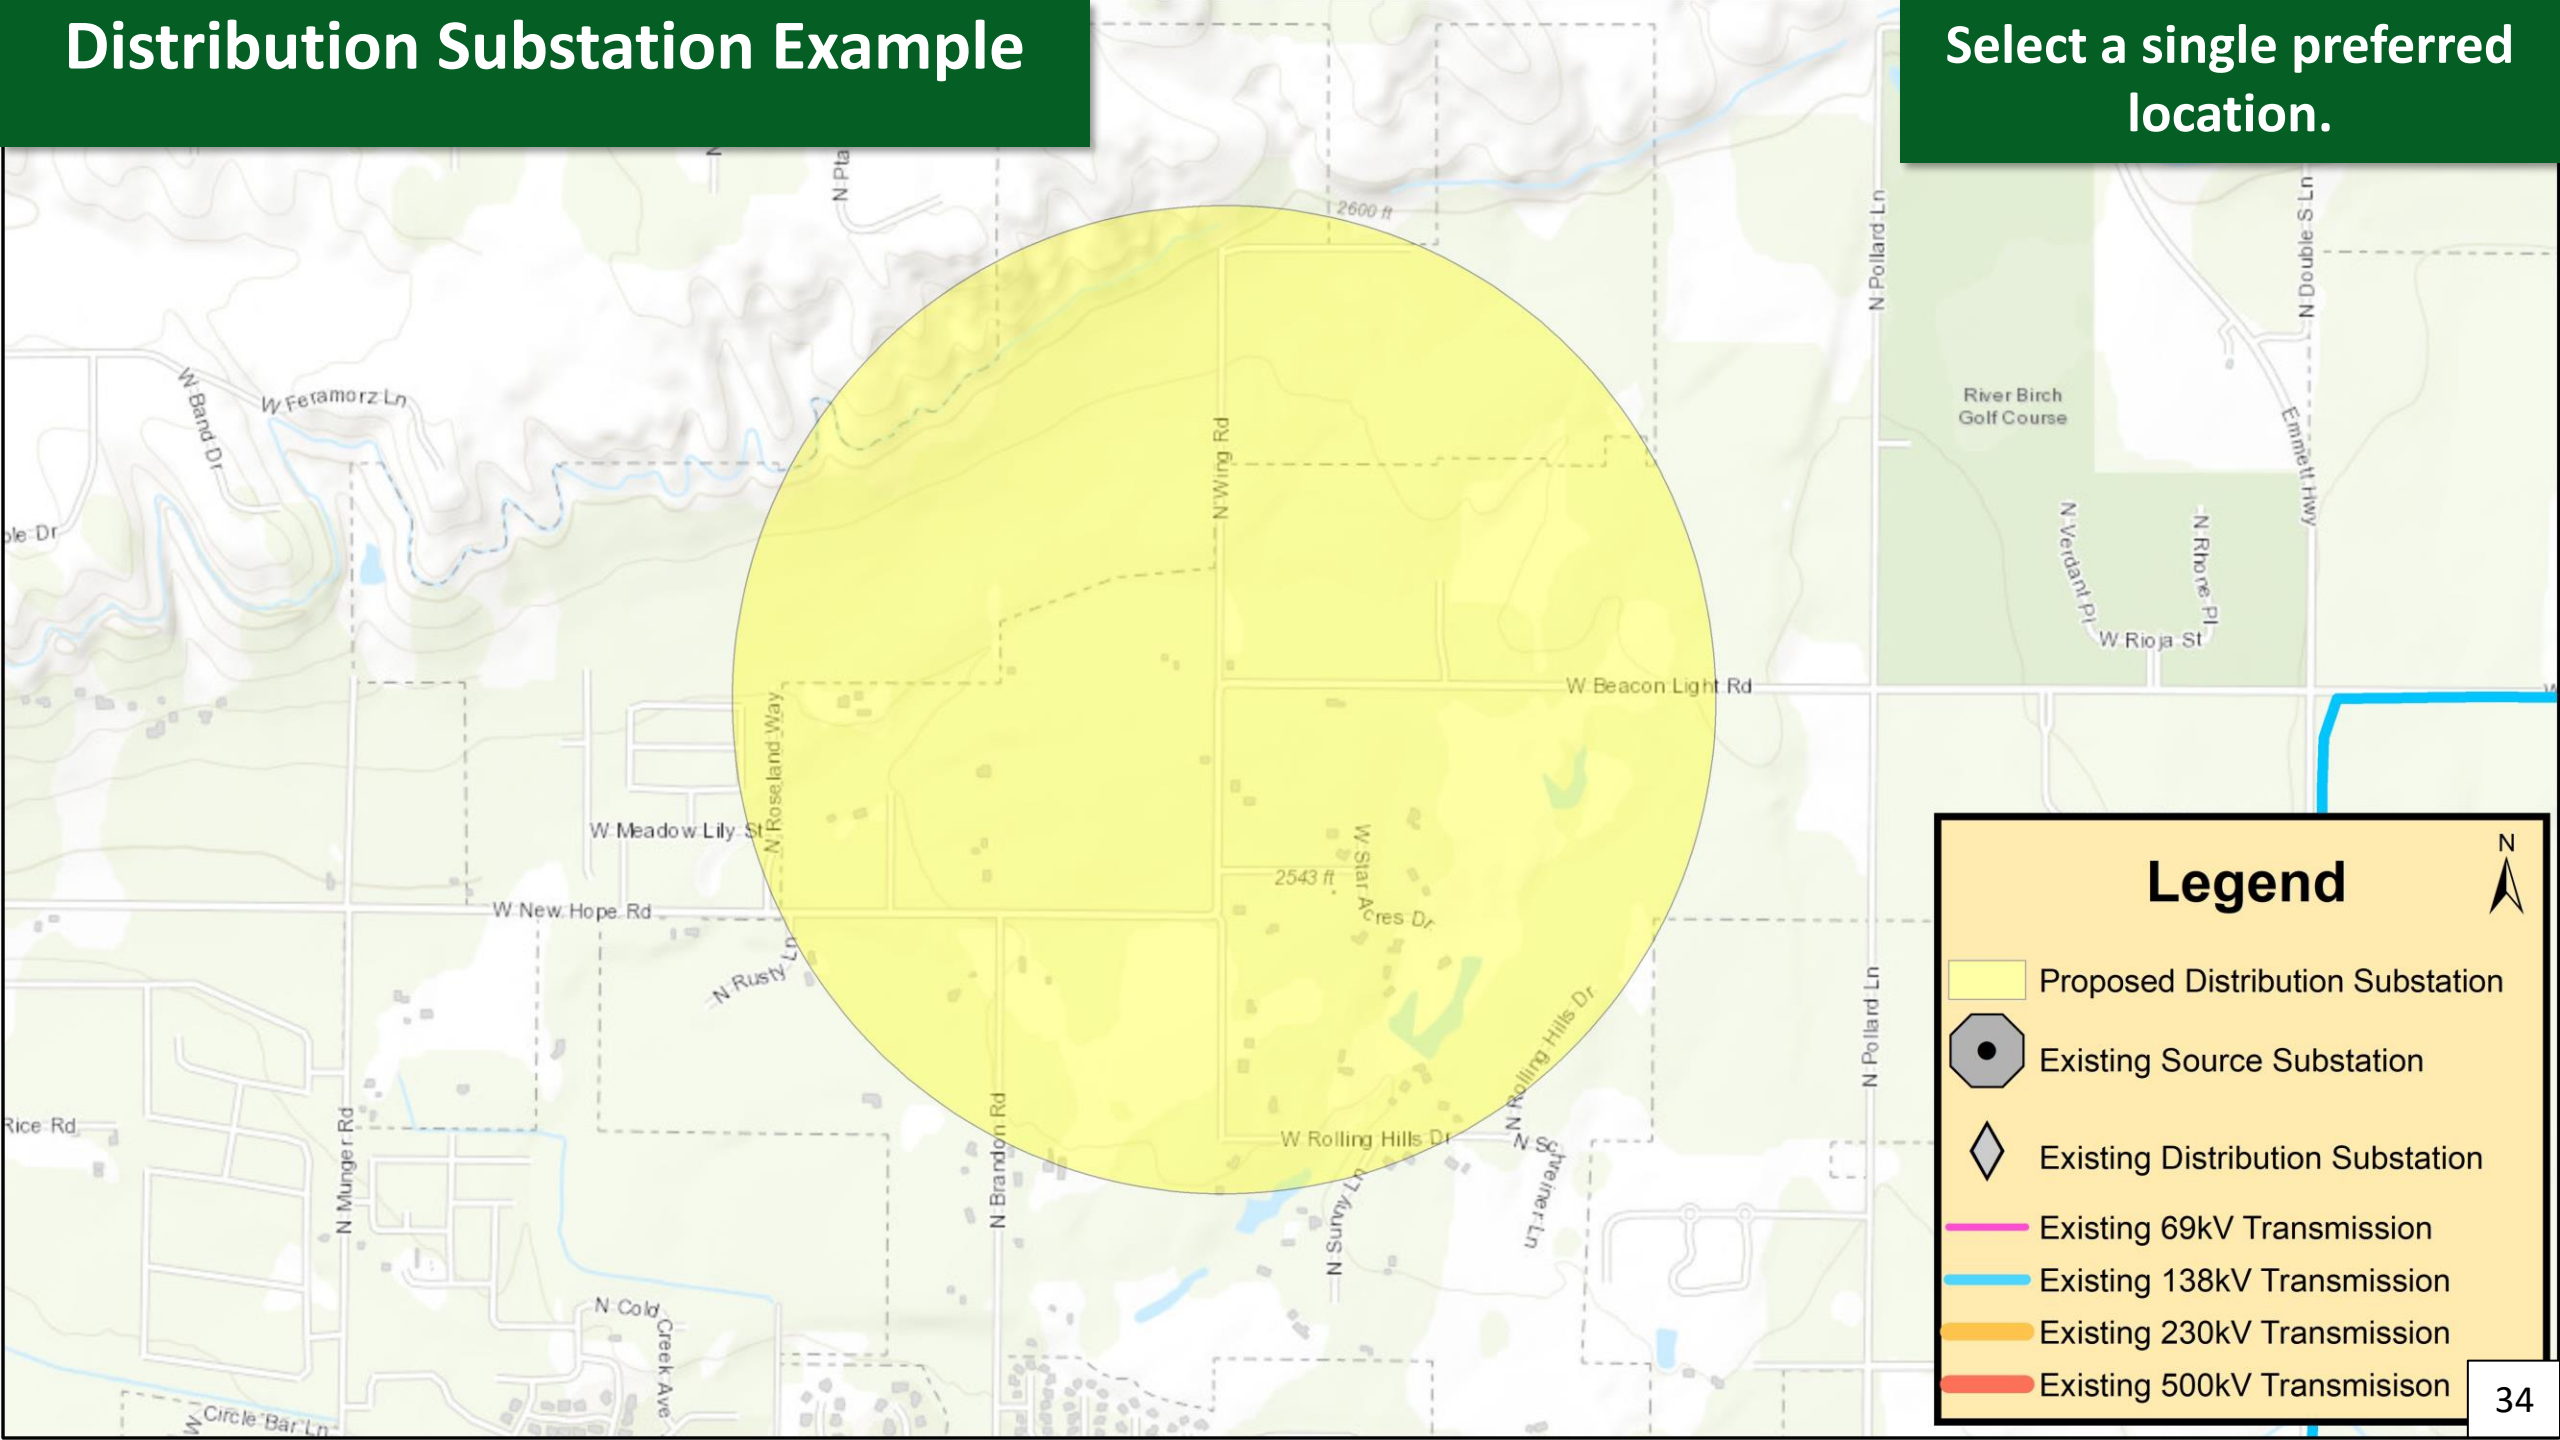 Distribution Substation Example
Select a single preferred
location.
N Pta
2600 ft
N Pollard Ln
N Double S Ln
W Feramorz Ln
W Band Dr
River Birch
Golf Course
Emmett Hwy
N Wing Rd
ole Dr
N Verdant Pl
N Rhone Pl
W Rioja St
W Beacon Light Rd
N Roseland Way
W Meadow Lily St
W Star Acres Dr
2543 ft
W New Hope Rd
N Rusty Ln
N Rolling Hills Dr
N Pollard Ln
Rice Rd
N Munger Rd
N Brandon Rd
W Rolling Hills Dr
N Schreiner Ln
N Sunny Ln
N Cold Creek Ave
Circle Bar Ln
N
Legend
Proposed Distribution Substation
Existing Source Substation
Existing Distribution Substation
Existing 69kV Transmission
Existing 138kV Transmission
Existing 230kV Transmission
Existing 500kV Transmisison
34